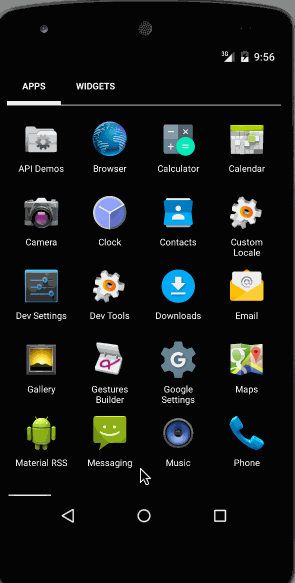 3G 9:56
APPS WIDGETS
API Demos Browser Calculator Calendar
Camera Clock Contacts Custom
Locale
Dev Settings Dev Tools Downloads Email
Gallery Gestures Google Maps
Builder Settings
Material RSS Messaging Music Phone